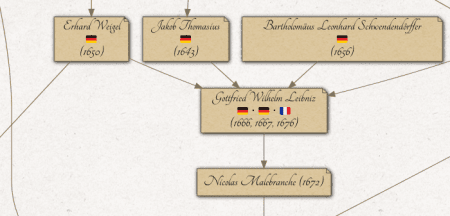 Erhard Weigel
(1650)
Jakob Thomasius
(1643)
Bartholomäus Leonhard Schwendendörffer
(1656)
Gottfried Wilhelm Leibniz
(1666, 1667, 1676)
Nicolas Malebranche (1672)